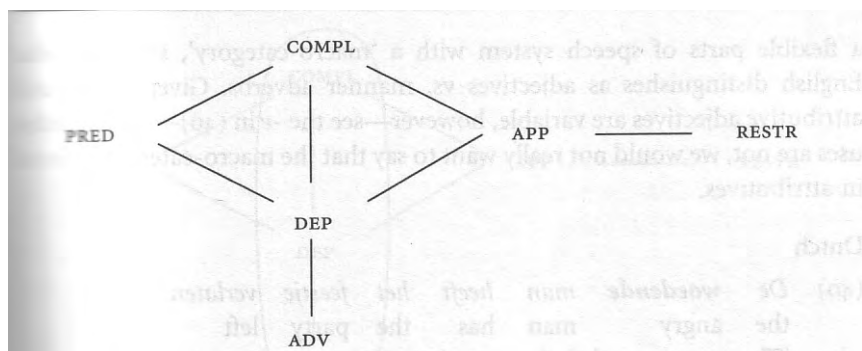 a flexible parts of speech system with a 'macro-category',
COMPL
English distinguishes as adjectives vs. manner adverbs.
attributive adjectives are variable, however—see the -e in (40)
PRED
APP
RESTR
uses are not, we would not really want to say that the
in attributives.
DEP
Dutch
(40) De woedende man heeft het feestje verlaten
the angry man has the party left
ADV